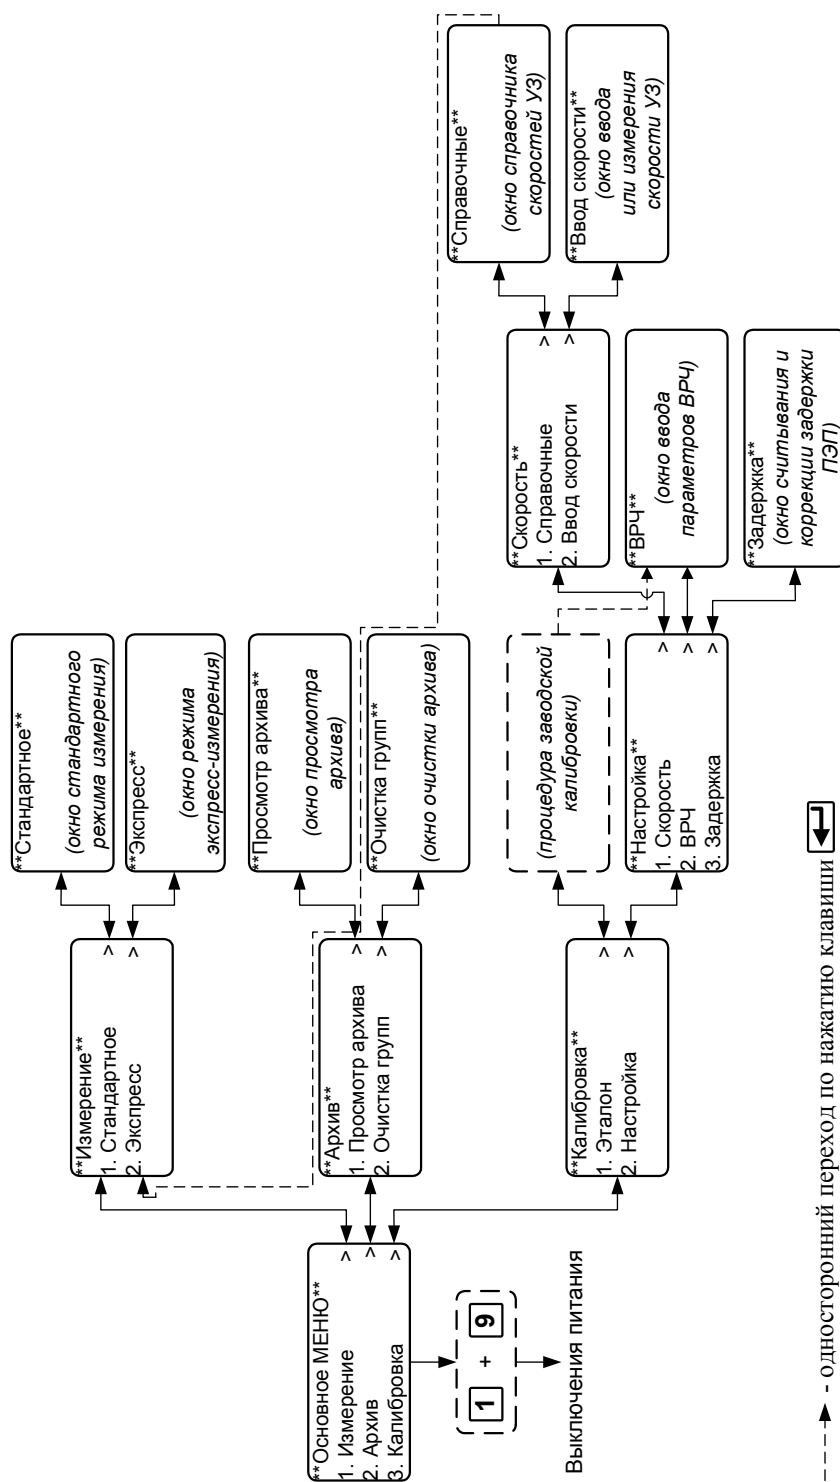 **Основное МЕНЮ**
1. Измерение >
2. Архив >
3. Калибровка >
1 + 9
Выключения питания
**Измерение**
1. Стандартное >
2. Экспресс >
**Стандартное**
(окно стандартного
режима измерения)
**Экспресс**
(окно режима
экспресс-измерения)
**Архив**
1. Просмотр архива >
2. Очистка групп >
**Просмотр архива**
(окно просмотра
архива)
**Очистка групп**
(окно очистки архива)
**Калибровка**
1. Эталон >
2. Настройка >
(процедура заводской
калибровки)
**Настройка**
1. Скорость >
2. ВРЧ >
3. Задержка >
**Скорость**
1. Справочные >
2. Ввод скорости >
**Справочные**
(окно справочника
скоростей УЗ)
**Ввод скорости**
(окно ввода
или измерения
скорости УЗ)
**ВРЧ**
(окно ввода
параметров ВРЧ)
**Задержка**
(окно считывания и
коррекции задержки
ПЭП)
- односторонний переход по нажатию клавиши